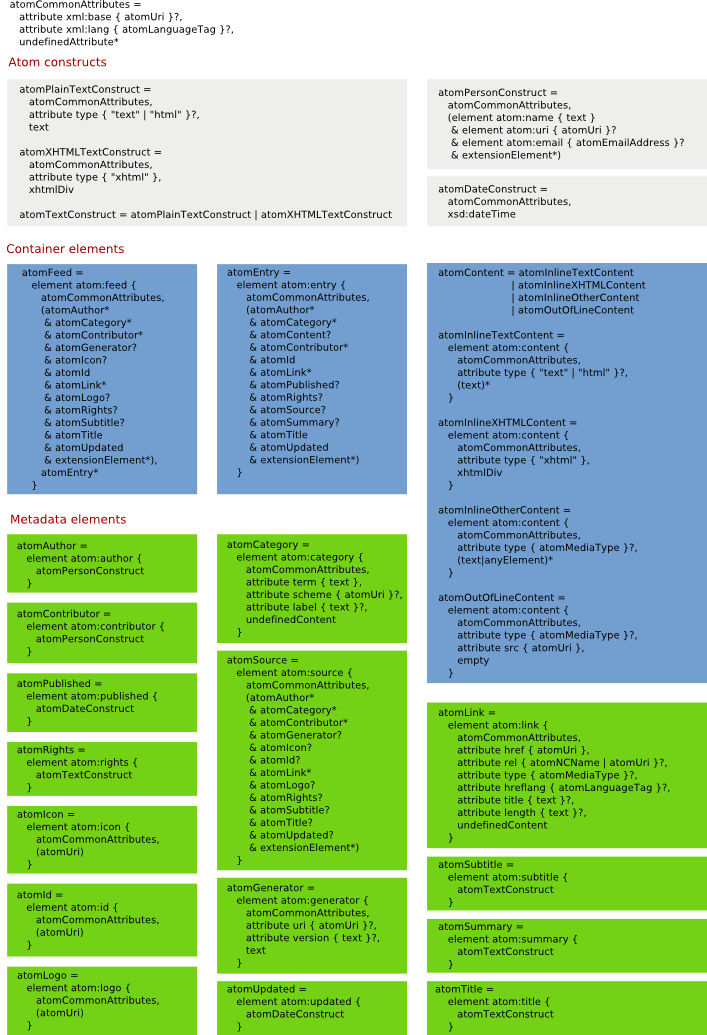 atomCommonAttributes =
attribute xml:base { atomUri }?,
attribute xml:lang { atomLanguageTag }?,
undefinedAttribute*
Atom constructs
atomPlainTextConstruct =
atomCommonAttributes,
attribute type { "text" | "html" }?,
text
atomXHTMLTextConstruct =
atomCommonAttributes,
attribute type { "xhtml" },
xhtmlDiv
atomTextConstruct = atomPlainTextConstruct | atomXHTMLTextConstruct
atomPersonConstruct =
atomCommonAttributes,
(element atom:name { text }
& element atom:uri { atomUri }?
& element atom:email { atomEmailAddress }?
& extensionElement*)
atomDateConstruct =
atomCommonAttributes,
xsd:dateTime
Container elements
atomFeed =
element atom:feed {
atomCommonAttributes,
(atomAuthor*
& atomCategory*
& atomContributor*
& atomGenerator?
& atomIcon?
& atomId
& atomLink*
& atomLogo?
& atomRights?
& atomSubtitle?
& atomTitle
& atomUpdated
& extensionElement*),
atomEntry*
}
atomEntry =
element atom:entry {
atomCommonAttributes,
(atomAuthor*
& atomCategory*
& atomContent?
& atomContributor*
& atomId
& atomLink*
& atomPublished?
& atomRights?
& atomSource?
& atomSummary?
& atomTitle
& atomUpdated
& extensionElement*)
}
atomContent = atomInlineTextContent
| atomInlineXHTMLContent
| atomInlineOtherContent
| atomOutOfLineContent
atomInlineTextContent =
element atom:content {
atomCommonAttributes,
attribute type { "text" | "html" }?,
(text)*
}
atomInlineXHTMLContent =
element atom:content {
atomCommonAttributes,
attribute type { "xhtml" },
xhtmlDiv
}
atomInlineOtherContent =
element atom:content {
atomCommonAttributes,
attribute type { atomMediaType }?,
(text|anyElement)*
}
atomOutOfLineContent =
element atom:content {
atomCommonAttributes,
attribute type { atomMediaType }?,
attribute src { atomUri },
empty
}
Metadata elements
atomAuthor =
element atom:author {
atomPersonConstruct
}
atomContributor =
element atom:contributor {
atomPersonConstruct
}
atomPublished =
element atom:published {
atomDateConstruct
}
atomRights =
element atom:rights {
atomTextConstruct
}
atomIcon =
element atom:icon {
atomCommonAttributes,
(atomUri)
}
atomId =
element atom:id {
atomCommonAttributes,
(atomUri)
}
atomLogo =
element atom:logo {
atomCommonAttributes,
(atomUri)
}
atomCategory =
element atom:category {
atomCommonAttributes,
attribute term { text },
attribute scheme { atomUri }?,
attribute label { text }?,
undefinedContent
}
atomSource =
element atom:source {
atomCommonAttributes,
(atomAuthor*
& atomCategory*
& atomContributor*
& atomGenerator?
& atomIcon?
& atomId?
& atomLink*
& atomLogo?
& atomRights?
& atomSubtitle?
& atomTitle?
& atomUpdated?
& extensionElement*)
}
atomGenerator =
element atom:generator {
atomCommonAttributes,
attribute uri { atomUri }?,
attribute version { text }?,
text
}
atomUpdated =
element atom:updated {
atomDateConstruct
}
atomLink =
element atom:link {
atomCommonAttributes,
attribute href { atomUri },
attribute rel { atomNCName | atomUri }?,
attribute type { atomMediaType }?,
attribute hreflang { atomLanguageTag }?,
attribute title { text }?,
attribute length { text }?,
undefinedContent
}
atomSubtitle =
element atom:subtitle {
atomTextConstruct
}
atomSummary =
element atom:summary {
atomTextConstruct
}
atomTitle =
element atom:title {
atomTextConstruct
}